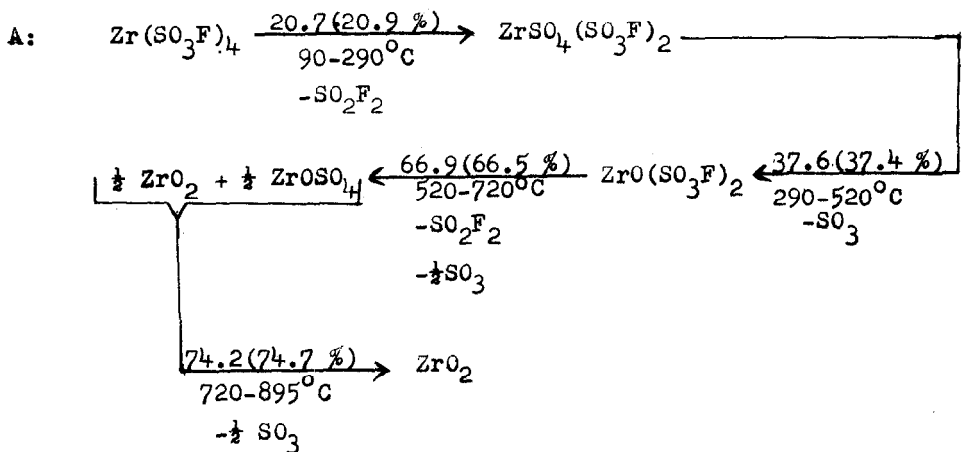 A: Zr(SO₃F)₄ 20.7(20.9 %) ZrSO₄(SO₃F)₂
90-290°C
-SO₂F₂
½ ZrO₂ + ½ ZrOSO₄ 66.9(66.5 %) ZrO(SO₃F)₂ 37.6(37.4 %)
520-720°C 290-520°C
-SO₂F₂ -SO₃
-½SO₃
74.2(74.7 %) ZrO₂
720-895°C
-½ SO₃